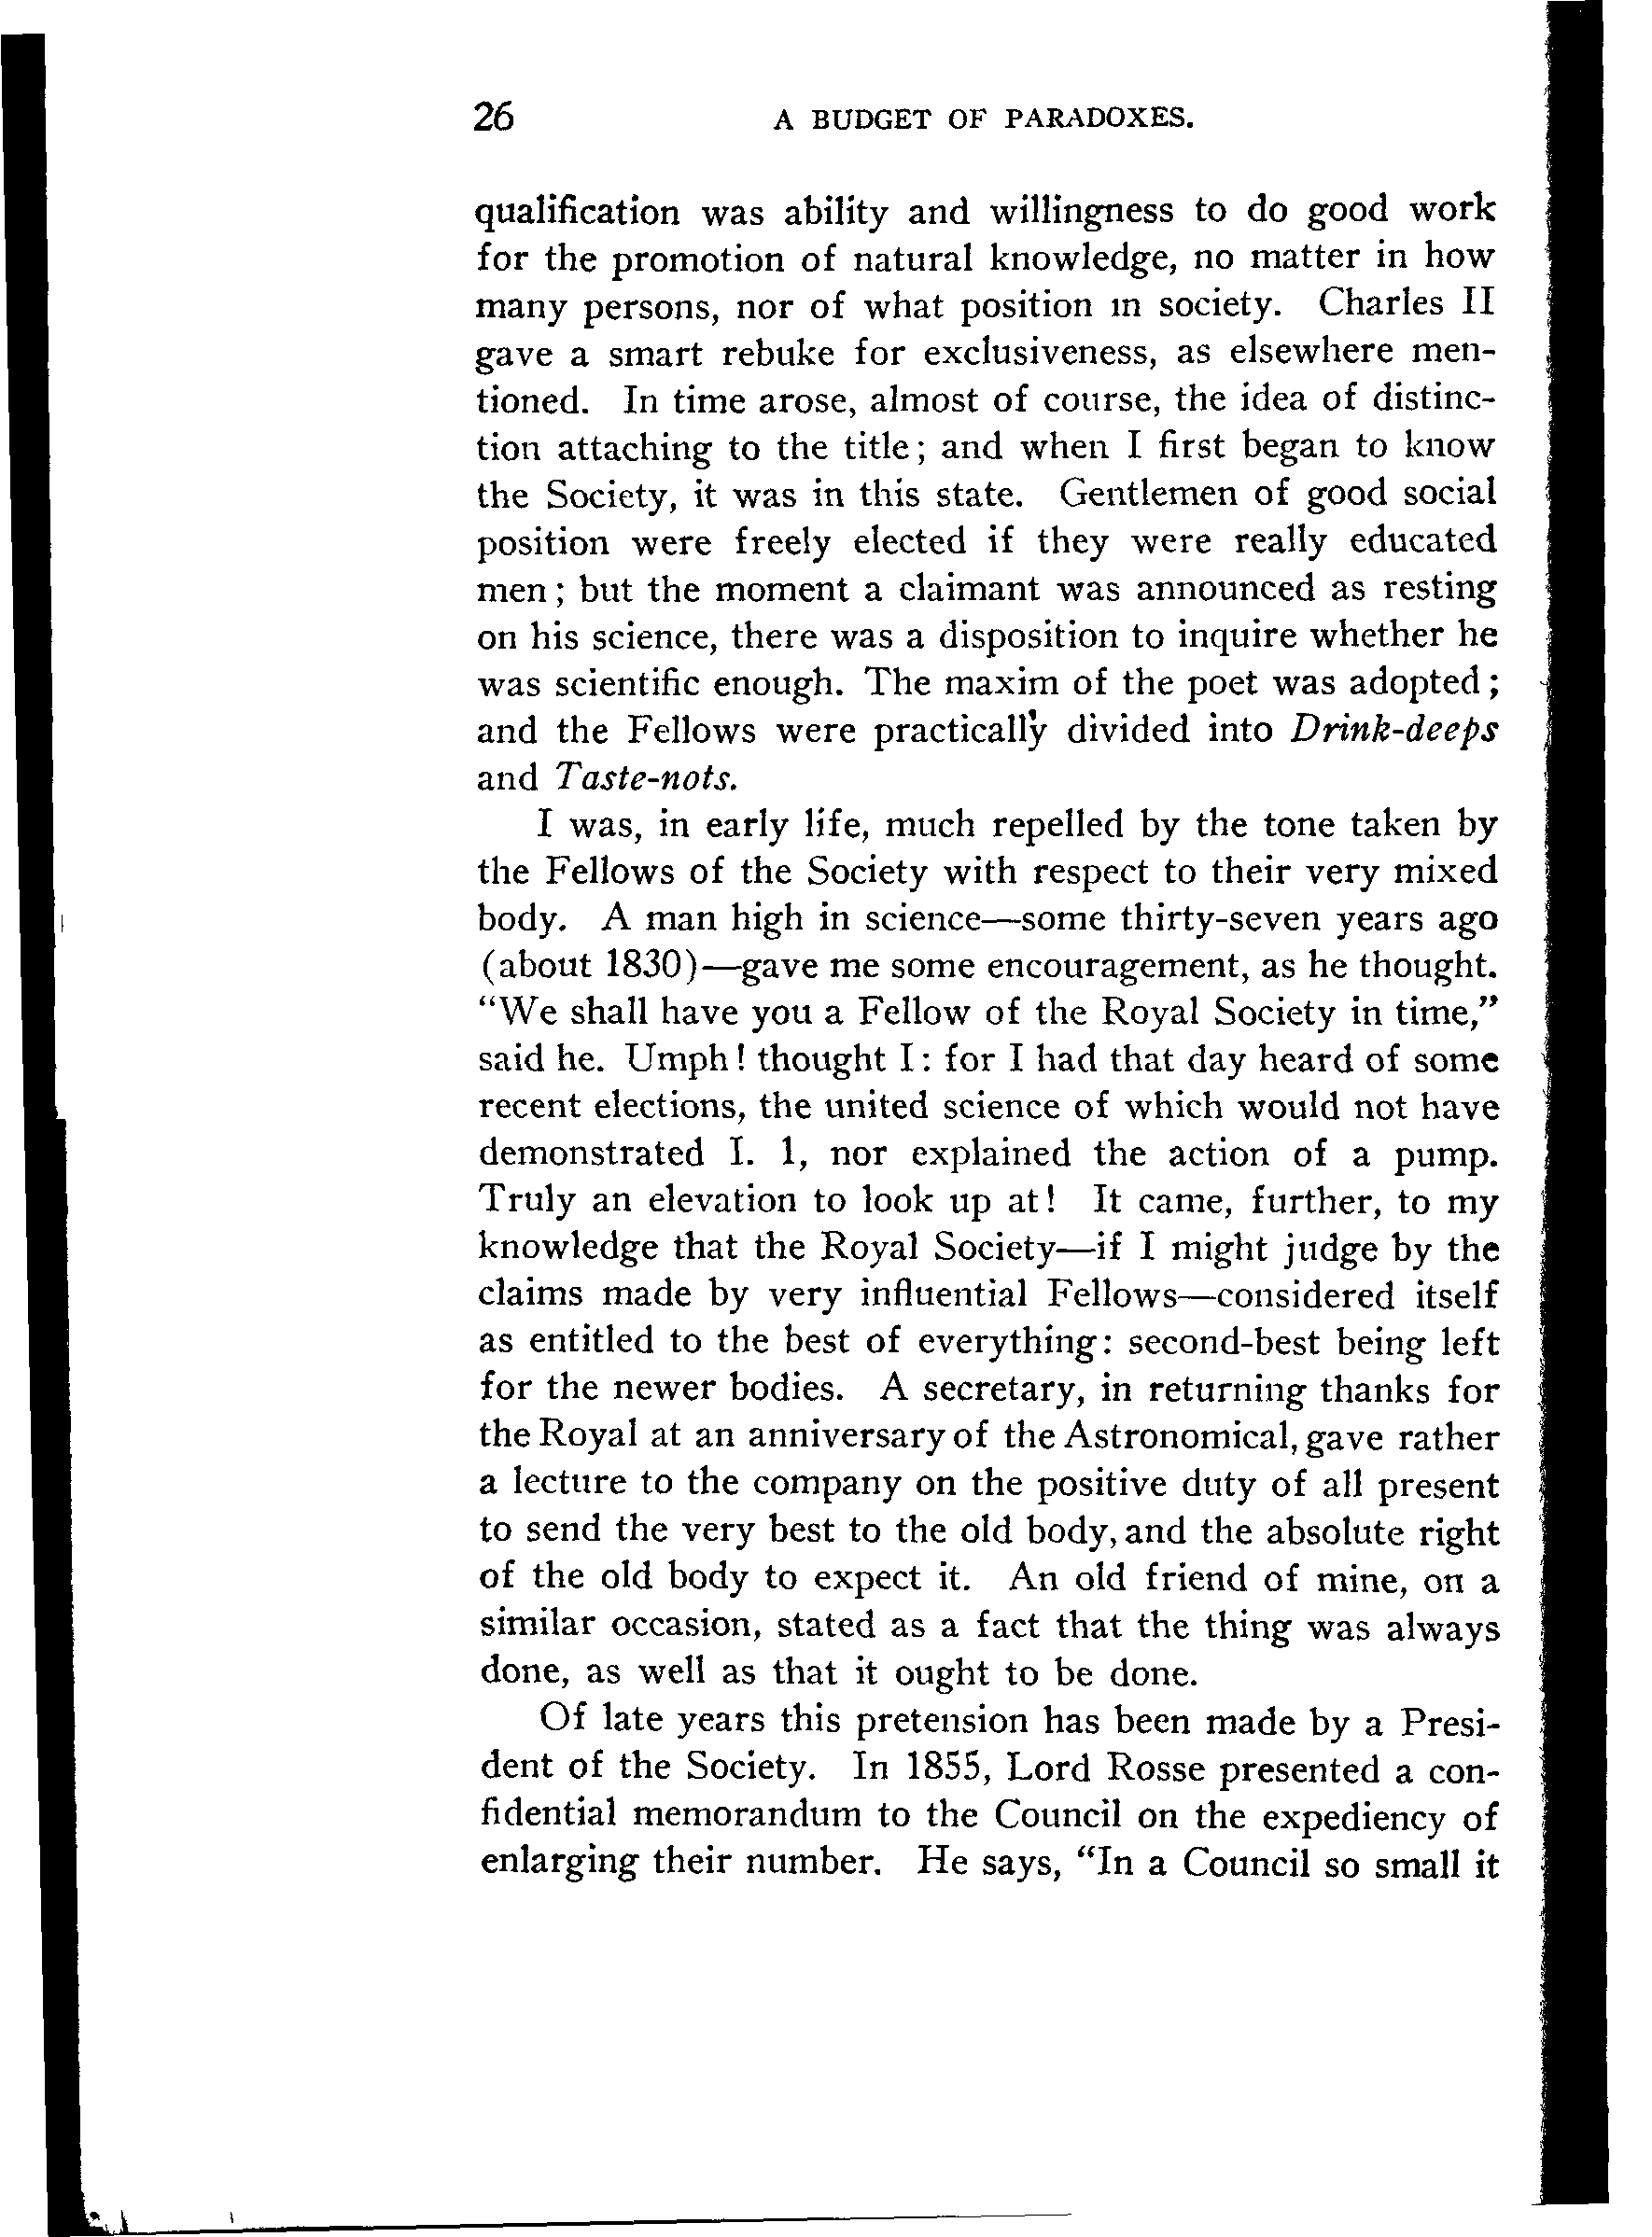 26 A BUDGET OF PARADOXES.
qualification was ability and willingness to do good work
for the promotion of natural knowledge, no matter in how
many persons, nor of what position in society. Charles II
gave a smart rebuke for exclusiveness, as elsewhere men-
tioned. In time arose, almost of course, the idea of distinc-
tion attaching to the title; and when I first began to know
the Society, it was in this state. Gentlemen of good social
position were freely elected if they were really educated
men; but the moment a claimant was announced as resting
on his science, there was a disposition to inquire whether he
was scientific enough. The maxim of the poet was adopted;
and the Fellows were practically divided into Drink-deeps
and Taste-nots.
I was, in early life, much repelled by the tone taken by
the Fellows of the Society with respect to their very mixed
body. A man high in science—some thirty-seven years ago
(about 1830)—gave me some encouragement, as he thought.
“We shall have you a Fellow of the Royal Society in time,”
said he. Umph! thought I: for I had that day heard of some
recent elections, the united science of which would not have
demonstrated I. 1, nor explained the action of a pump.
Truly an elevation to look up at! It came, further, to my
knowledge that the Royal Society—if I might judge by the
claims made by very influential Fellows—considered itself
as entitled to the best of everything: second-best being left
for the newer bodies. A secretary, in returning thanks for
the Royal at an anniversary of the Astronomical, gave rather
a lecture to the company on the positive duty of all present
to send the very best to the old body, and the absolute right
of the old body to expect it. An old friend of mine, on a
similar occasion, stated as a fact that the thing was always
done, as well as that it ought to be done.
Of late years this pretension has been made by a Presi-
dent of the Society. In 1855, Lord Rosse presented a con-
fidential memorandum to the Council on the expediency of
enlarging their number. He says, “In a Council so small it